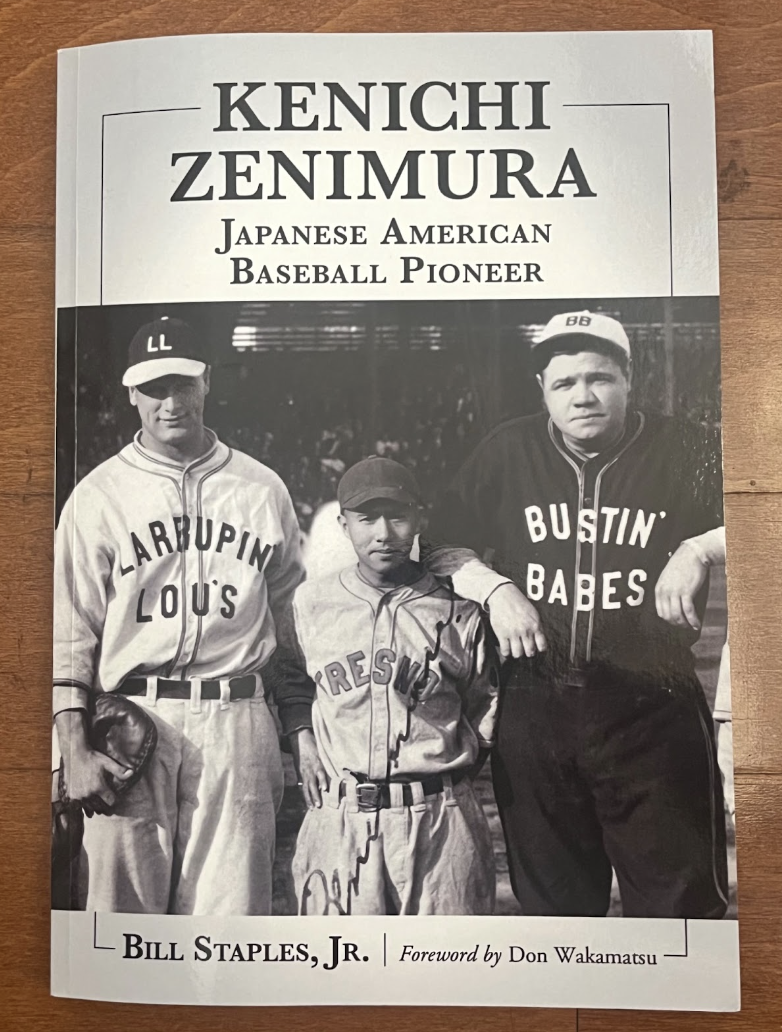 KENICHI
ZENIMURA
JAPANESE AMERICAN
BASEBALL PIONEER
LL
BB
LARRUPIN'
LOU'S
FRESNO
BUSTIN'
BABES
BILL STAPLES, JR. | Foreword by Don Wakamatsu